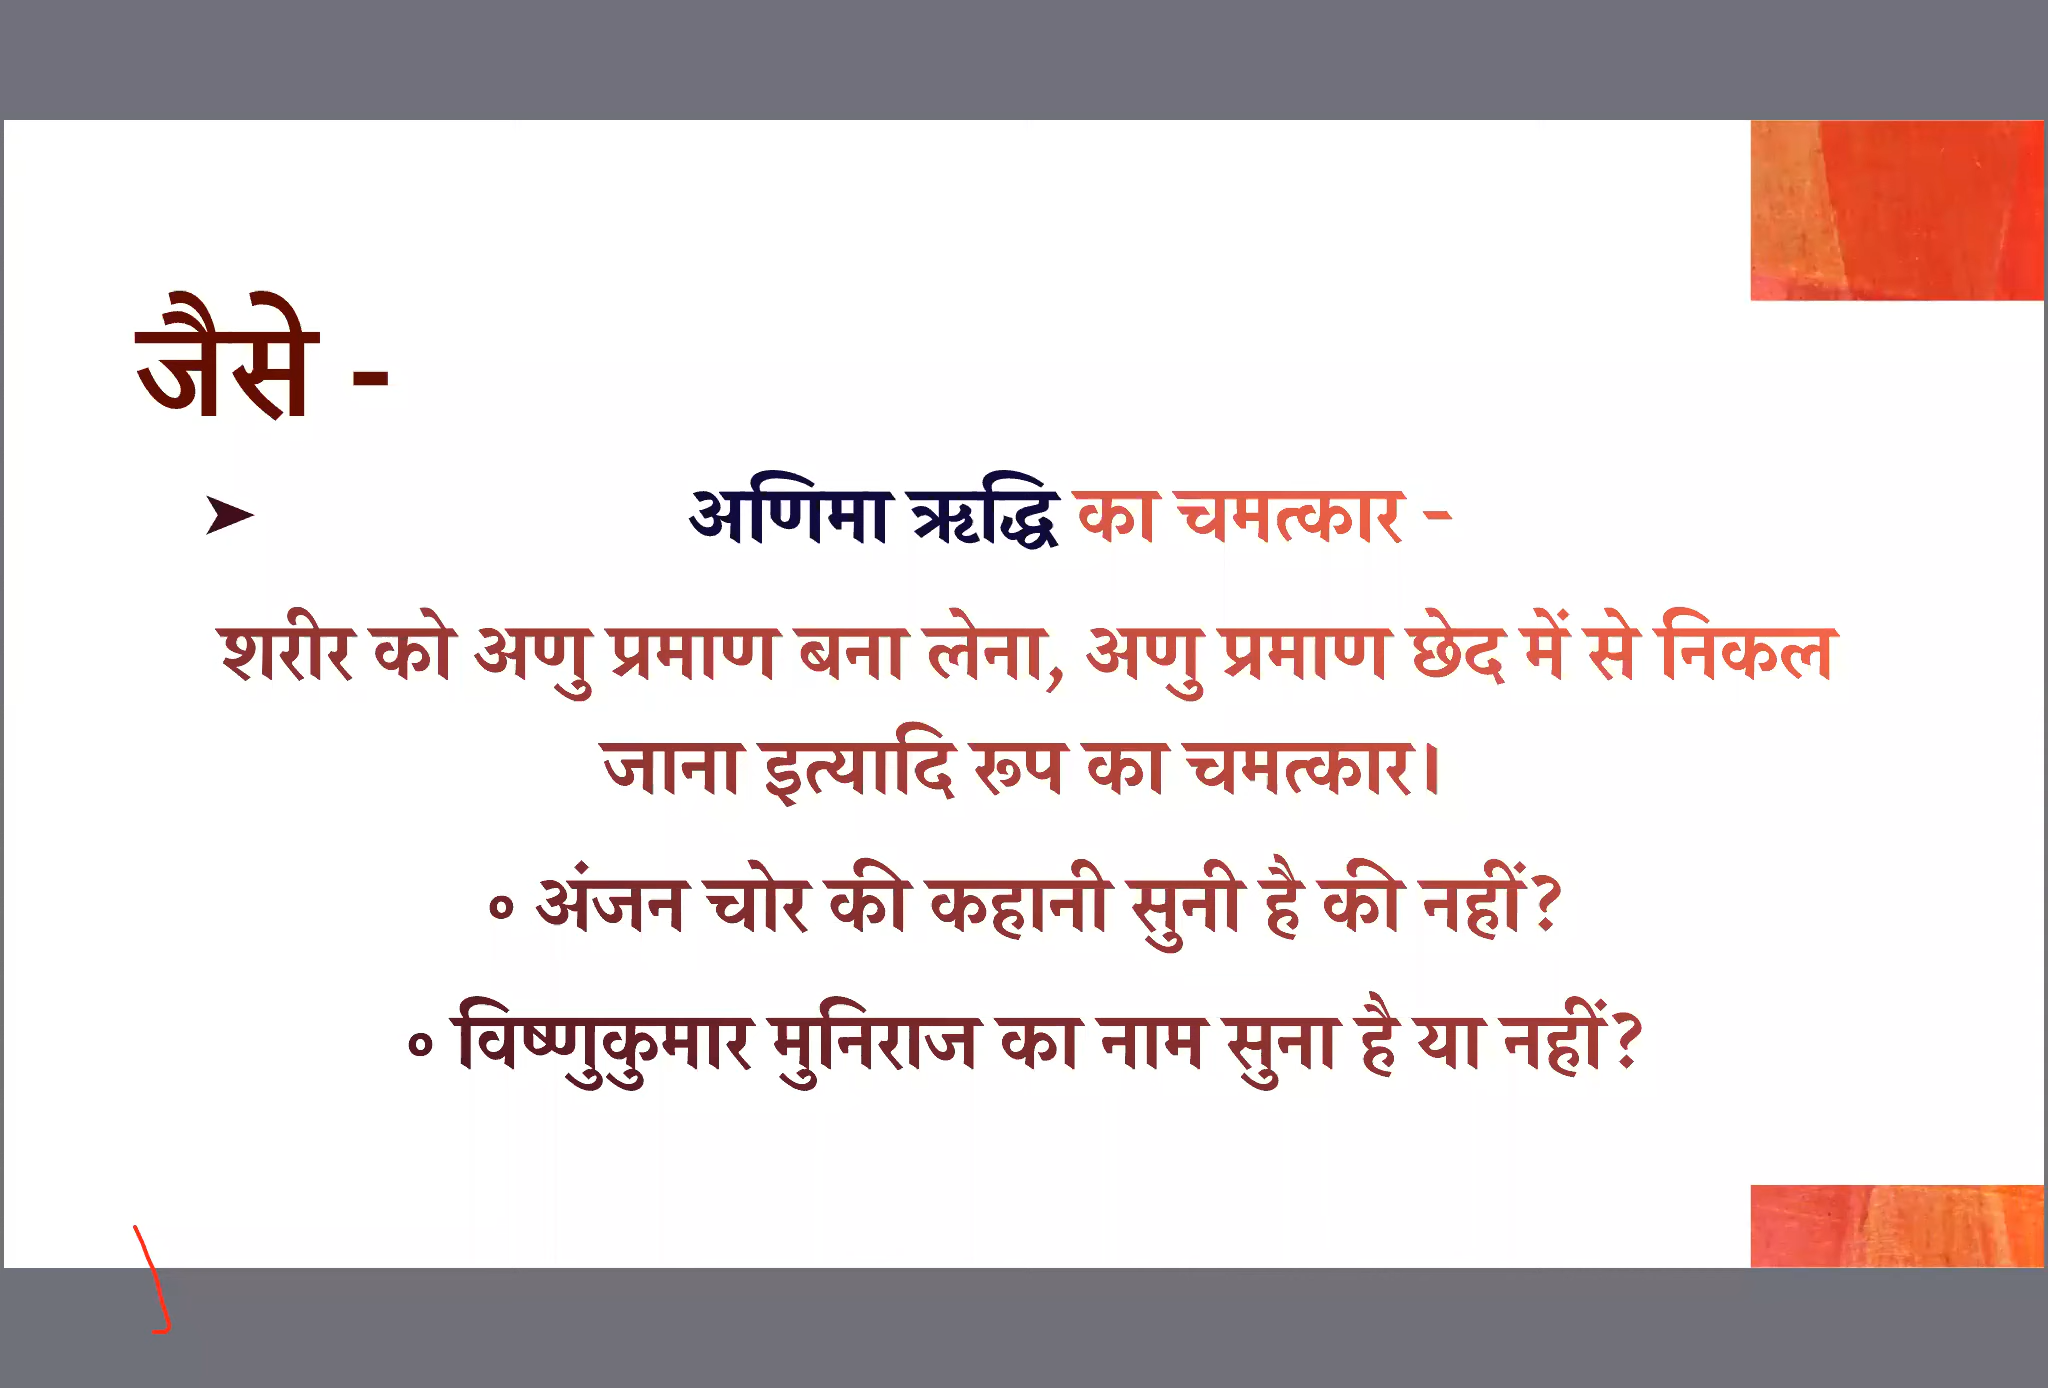 जैसे -
➤ अणिमा ऋद्धि का चमत्कार -
शरीर को अणु प्रमाण बना लेना, अणु प्रमाण छेद में से निकल
जाना इत्यादि रूप का चमत्कार।
∘ अंजन चोर की कहानी सुनी है की नहीं?
∘ विष्णुकुमार मुनिराज का नाम सुना है या नहीं?